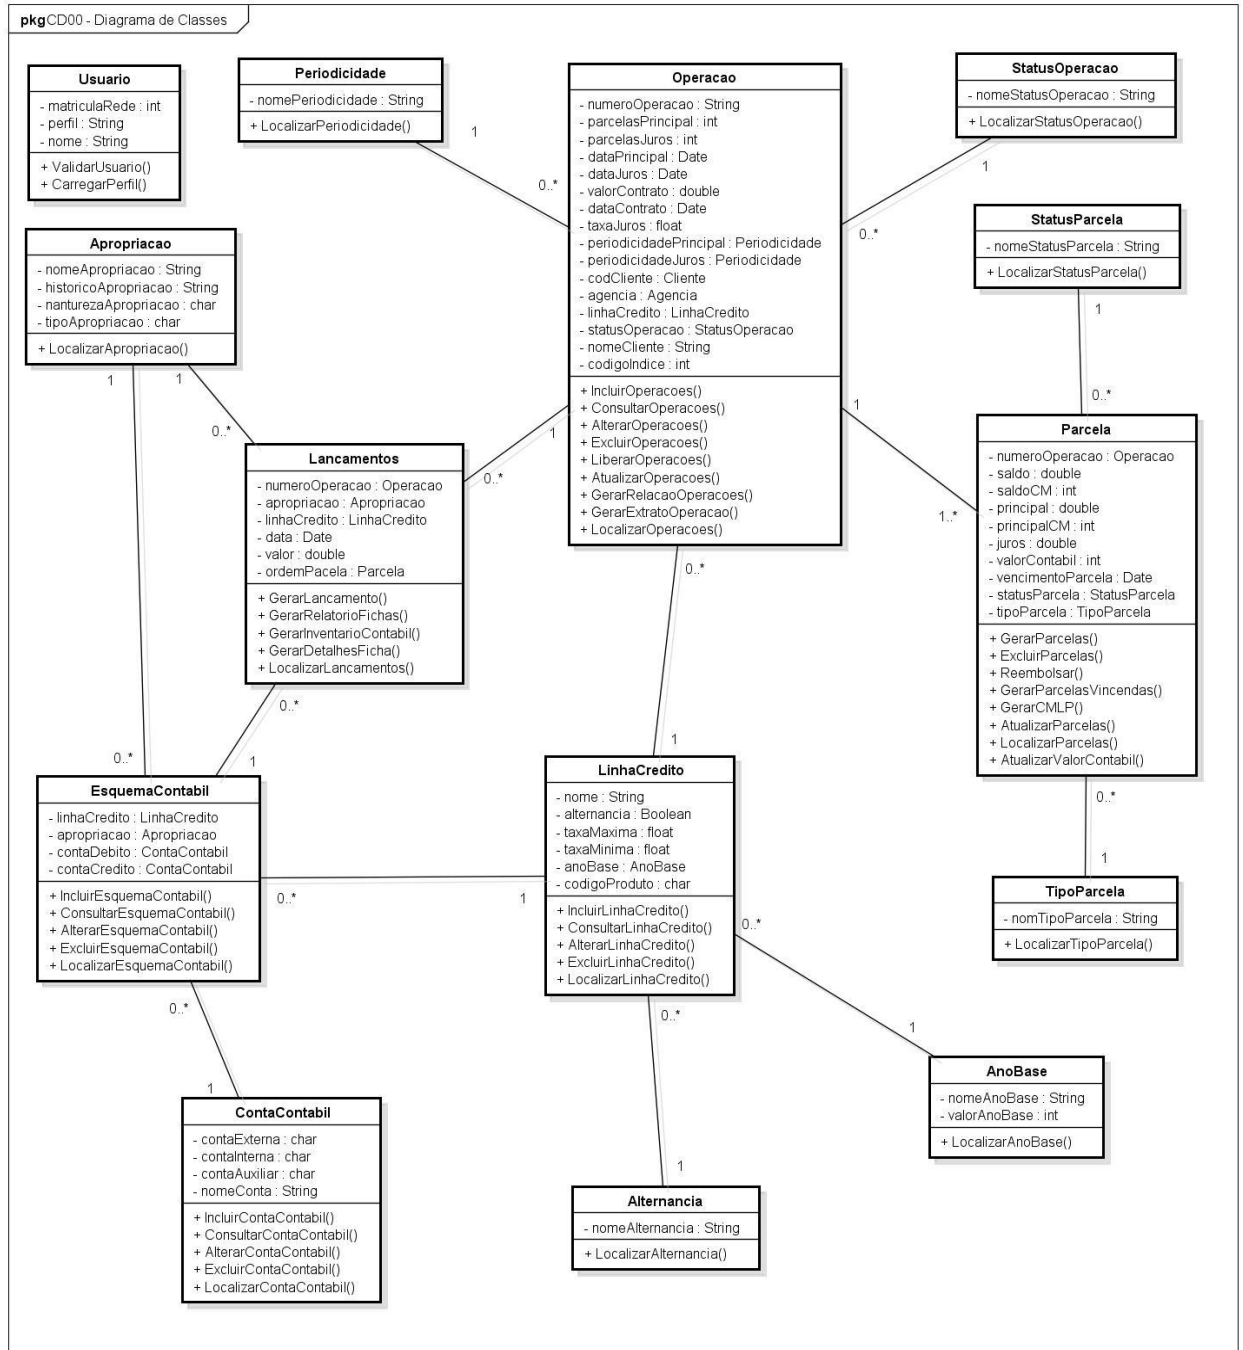 pkgCD00 - Diagrama de Classes
Usuario
- matriculaRede : int
- perfil : String
- nome : String
+ ValidarUsuario()
+ CarregarPerfil()
Periodicidade
- nomePeriodicidade : String
+ LocalizarPeriodicidade()
1
0..*
Operacao
- numeroOperacao : String
- parcelasPrincipal : int
- parcelasJuros : int
- dataPrincipal : Date
- dataJuros : Date
- valorContrato : double
- dataContrato : Date
- taxaJuros : float
- periodicidadePrincipal : Periodicidade
- periodicidadeJuros : Periodicidade
- codCliente : Cliente
- agencia : Agencia
- linhaCredito : LinhaCredito
- statusOperacao : StatusOperacao
- nomeCliente : String
- codigoIndice : int
+ IncluirOperacoes()
+ ConsultarOperacoes()
+ AlterarOperacoes()
+ ExcluirOperacoes()
+ LiberarOperacoes()
+ AtualizarOperacoes()
+ GerarRelacaoOperacoes()
+ GerarExtratoOperacao()
+ LocalizarOperacoes()
StatusOperacao
- nomeStatusOperacao : String
+ LocalizarStatusOperacao()
1
0..*
StatusParcela
- nomeStatusParcela : String
+ LocalizarStatusParcela()
1
0..*
Apropriacao
- nomeApropriacao : String
- historicoApropriacao : String
- nanturezaApropriacao : char
- tipoApropriacao : char
+ LocalizarApropriacao()
1
1
0..*
Lancamentos
- numeroOperacao : Operacao
- apropriacao : Apropriacao
- linhaCredito : LinhaCredito
- data : Date
- valor : double
- ordemPacela : Parcela
+ GerarLancamento()
+ GerarRelatorioFichas()
+ GerarInventarioContabil()
+ GerarDetalhesFicha()
+ LocalizarLancamentos()
1
0..*
1
1..*
Parcela
- numeroOperacao : Operacao
- saldo : double
- saldoCM : int
- principal : double
- principalCM : int
- juros : double
- valorContabil : int
- vencimentoParcela : Date
- statusParcela : StatusParcela
- tipoParcela : TipoParcela
+ GerarParcelas()
+ ExcluirParcelas()
+ Reembolsar()
+ GerarParcelasVincendas()
+ GerarCMLP()
+ AtualizarParcelas()
+ LocalizarParcelas()
+ AtualizarValorContabil()
0..*
0..*
1
0..*
1
EsquemaContabil
- linhaCredito : LinhaCredito
- apropriacao : Apropriacao
- contaDebito : ContaContabil
- contaCredito : ContaContabil
+ IncluirEsquemaContabil()
+ ConsultarEsquemaContabil()
+ AlterarEsquemaContabil()
+ ExcluirEsquemaContabil()
+ LocalizarEsquemaContabil()
0..*
1
LinhaCredito
- nome : String
- alternancia : Boolean
- taxaMaxima : float
- taxaMinima : float
- anoBase : AnoBase
- codigoProduto : char
+ IncluirLinhaCredito()
+ ConsultarLinhaCredito()
+ AlterarLinhaCredito()
+ ExcluirLinhaCredito()
+ LocalizarLinhaCredito()
0..*
1
TipoParcela
- nomTipoParcela : String
+ LocalizarTipoParcela()
0..*
0..*
0..*
1
1
1
ContaContabil
- contaExterna : char
- contaInterna : char
- contaAuxiliar : char
- nomeConta : String
+ IncluirContaContabil()
+ ConsultarContaContabil()
+ AlterarContaContabil()
+ ExcluirContaContabil()
+ LocalizarContaContabil()
Alternancia
- nomeAlternancia : String
+ LocalizarAlternancia()
AnoBase
- nomeAnoBase : String
- valorAnoBase : int
+ LocalizarAnoBase()